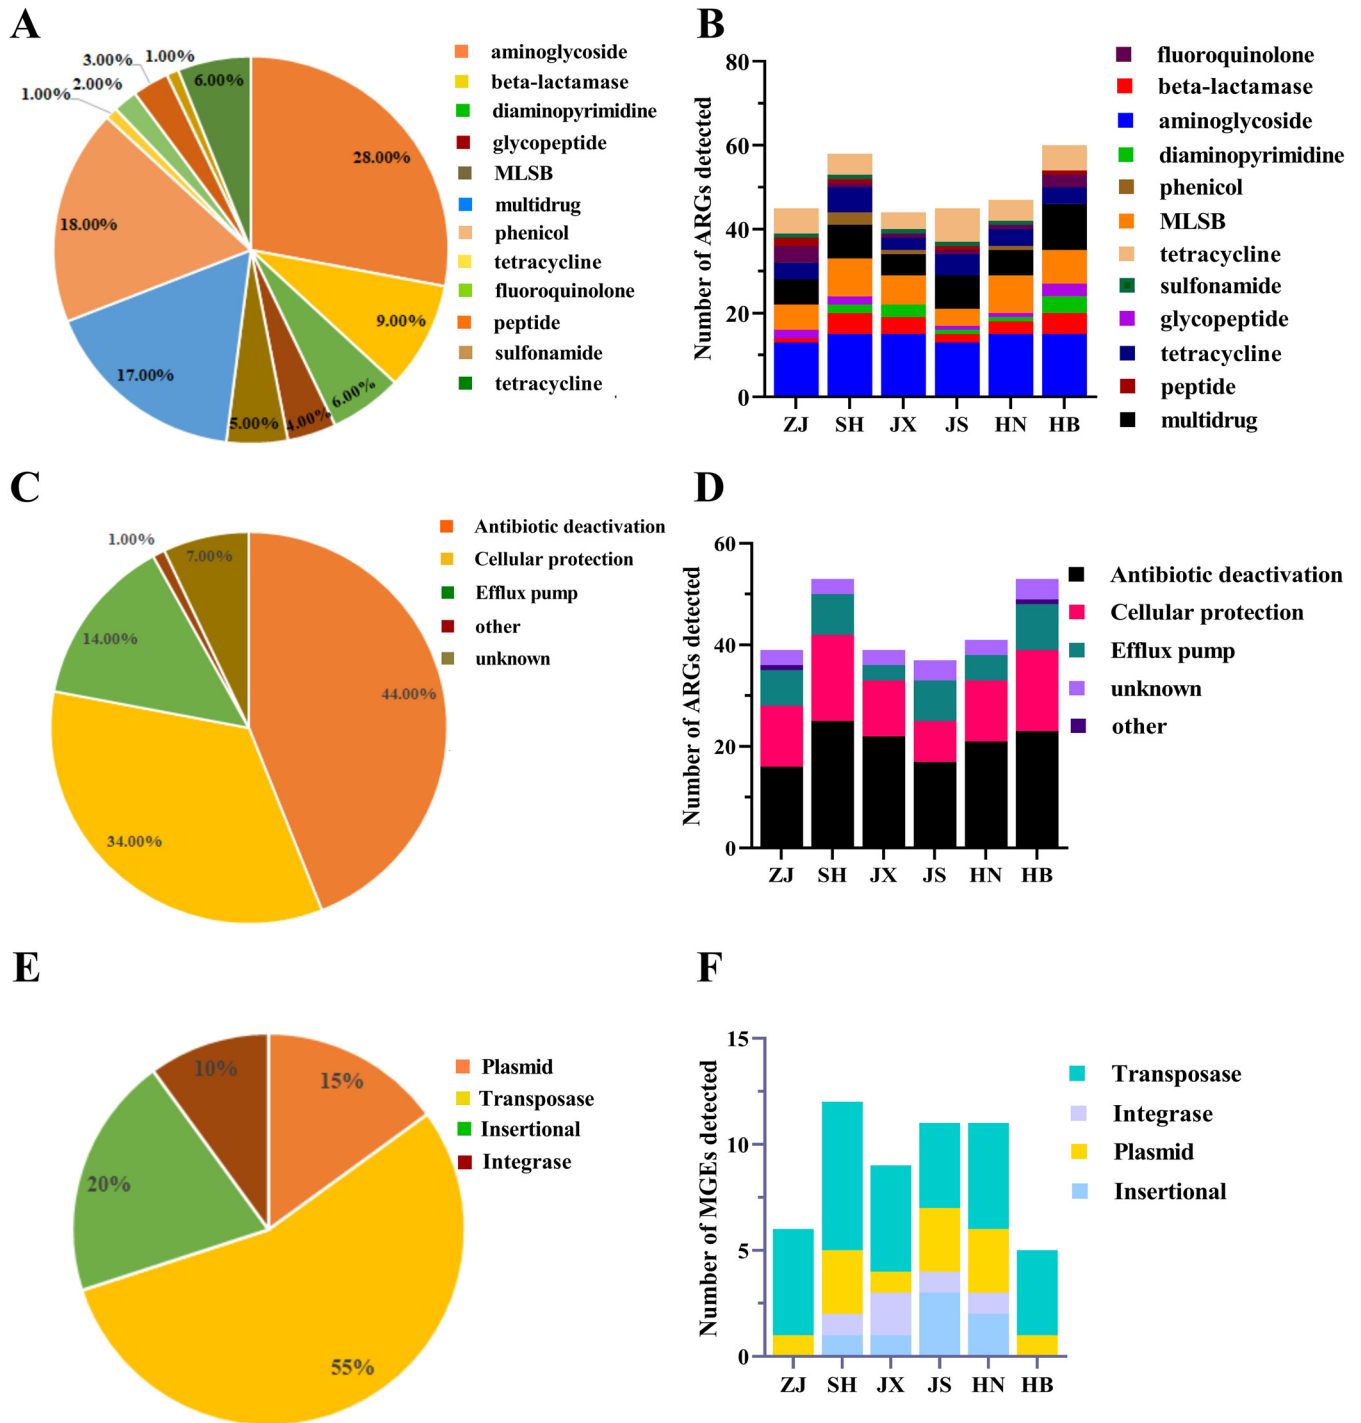 A
3.00%
1.00%
2.00%
1.00%
6.00%
28.00%
18.00%
9.00%
17.00%
5.00%
4.00%
6.00%
aminoglycoside
beta-lactamase
diaminopyrimidine
glycopeptide
MLSB
multidrug
phenicol
tetracycline
fluoroquinolone
peptide
sulfonamide
tetracycline
B
Number of ARGs detected
80
60
40
20
0
ZJ SH JX JS HN HB
fluoroquinolone
beta-lactamase
aminoglycoside
diaminopyrimidine
phenicol
MLSB
tetracycline
sulfonamide
glycopeptide
tetracycline
peptide
multidrug
C
1.00%
7.00%
14.00%
44.00%
34.00%
Antibiotic deactivation
Cellular protection
Efflux pump
other
unknown
D
Number of ARGs detected
60
40
20
0
ZJ SH JX JS HN HB
Antibiotic deactivation
Cellular protection
Efflux pump
unknown
other
E
10%
15%
20%
55%
Plasmid
Transposase
Insertional
Integrase
F
Number of MGEs detected
15
10
5
0
ZJ SH JX JS HN HB
Transposase
Integrase
Plasmid
Insertional